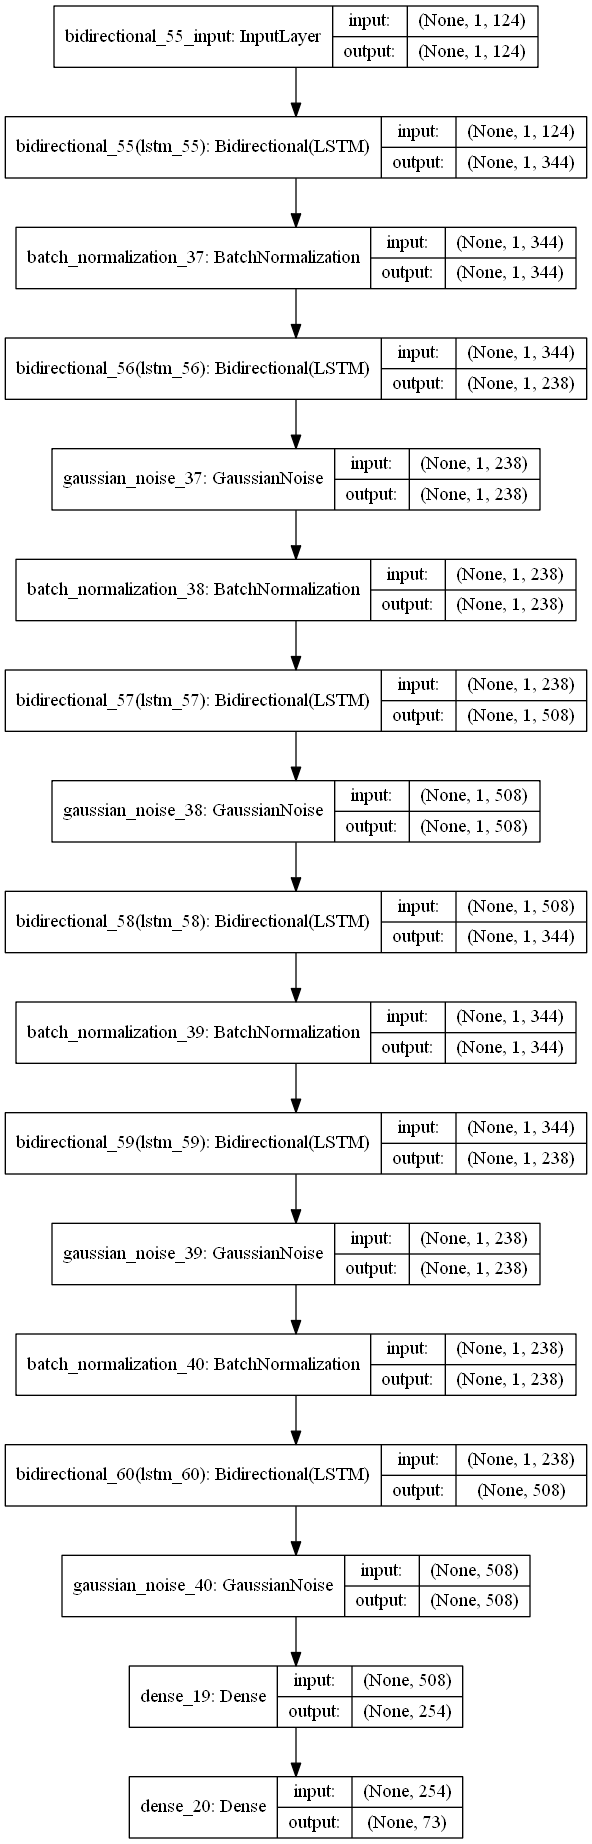 bidirectional_55_input: InputLayer
input: (None, 1, 124)
output: (None, 1, 124)
bidirectional_55(lstm_55): Bidirectional(LSTM)
input: (None, 1, 124)
output: (None, 1, 344)
batch_normalization_37: BatchNormalization
input: (None, 1, 344)
output: (None, 1, 344)
bidirectional_56(lstm_56): Bidirectional(LSTM)
input: (None, 1, 344)
output: (None, 1, 238)
gaussian_noise_37: GaussianNoise
input: (None, 1, 238)
output: (None, 1, 238)
batch_normalization_38: BatchNormalization
input: (None, 1, 238)
output: (None, 1, 238)
bidirectional_57(lstm_57): Bidirectional(LSTM)
input: (None, 1, 238)
output: (None, 1, 508)
gaussian_noise_38: GaussianNoise
input: (None, 1, 508)
output: (None, 1, 508)
bidirectional_58(lstm_58): Bidirectional(LSTM)
input: (None, 1, 508)
output: (None, 1, 344)
batch_normalization_39: BatchNormalization
input: (None, 1, 344)
output: (None, 1, 344)
bidirectional_59(lstm_59): Bidirectional(LSTM)
input: (None, 1, 344)
output: (None, 1, 238)
gaussian_noise_39: GaussianNoise
input: (None, 1, 238)
output: (None, 1, 238)
batch_normalization_40: BatchNormalization
input: (None, 1, 238)
output: (None, 1, 238)
bidirectional_60(lstm_60): Bidirectional(LSTM)
input: (None, 1, 238)
output: (None, 508)
gaussian_noise_40: GaussianNoise
input: (None, 508)
output: (None, 508)
dense_19: Dense
input: (None, 508)
output: (None, 254)
dense_20: Dense
input: (None, 254)
output: (None, 73)